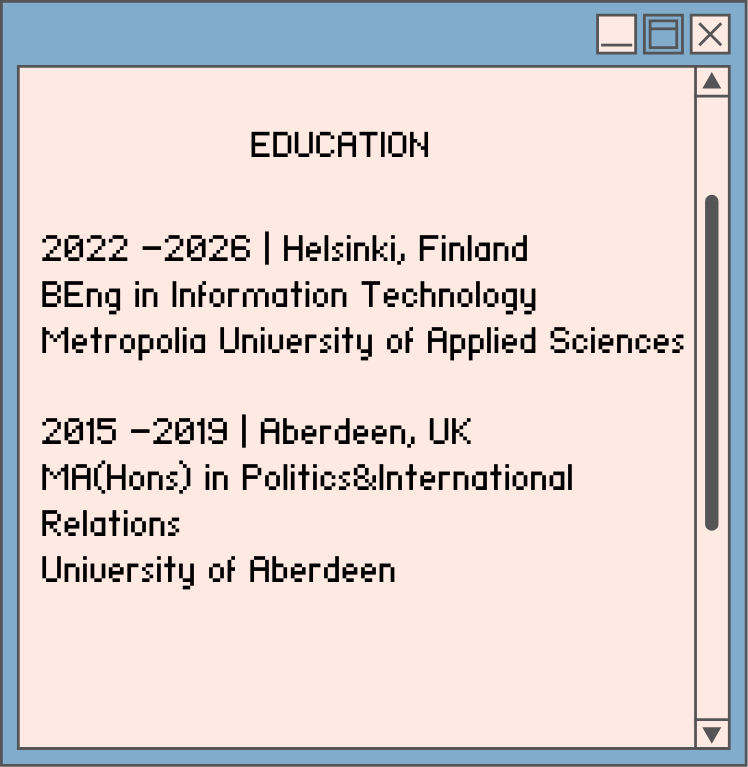 EDUCATION
2022 -2026 | Helsinki, Finland
BEng in Information Technology
Metropolia University of Applied Sciences
2015 -2019 | Aberdeen, UK
MA(Hons) in Politics&International
Relations
University of Aberdeen